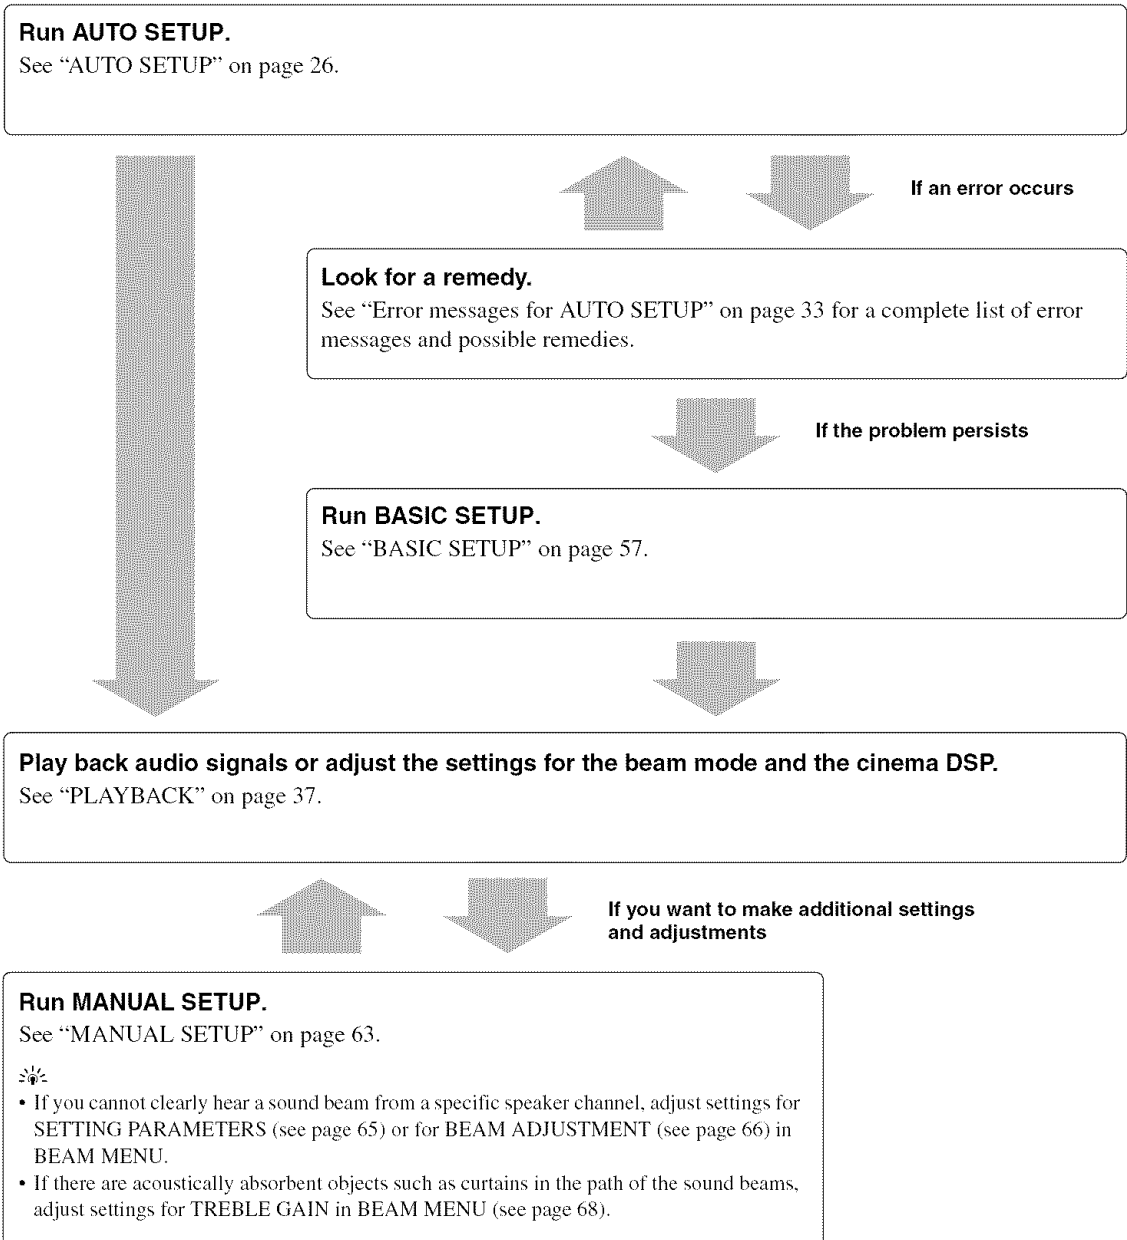 Run AUTO SETUP.
See “AUTO SETUP” on page 26.
If an error occurs
Look for a remedy.
See “Error messages for AUTO SETUP” on page 33 for a complete list of error
messages and possible remedies.
If the problem persists
Run BASIC SETUP.
See “BASIC SETUP” on page 57.
Play back audio signals or adjust the settings for the beam mode and the cinema DSP.
See “PLAYBACK” on page 37.
If you want to make additional settings
and adjustments
Run MANUAL SETUP.
See “MANUAL SETUP” on page 63.
• If you cannot clearly hear a sound beam from a specific speaker channel, adjust settings for
SETTING PARAMETERS (see page 65) or for BEAM ADJUSTMENT (see page 66) in
BEAM MENU.
• If there are acoustically absorbent objects such as curtains in the path of the sound beams,
adjust settings for TREBLE GAIN in BEAM MENU (see page 68).